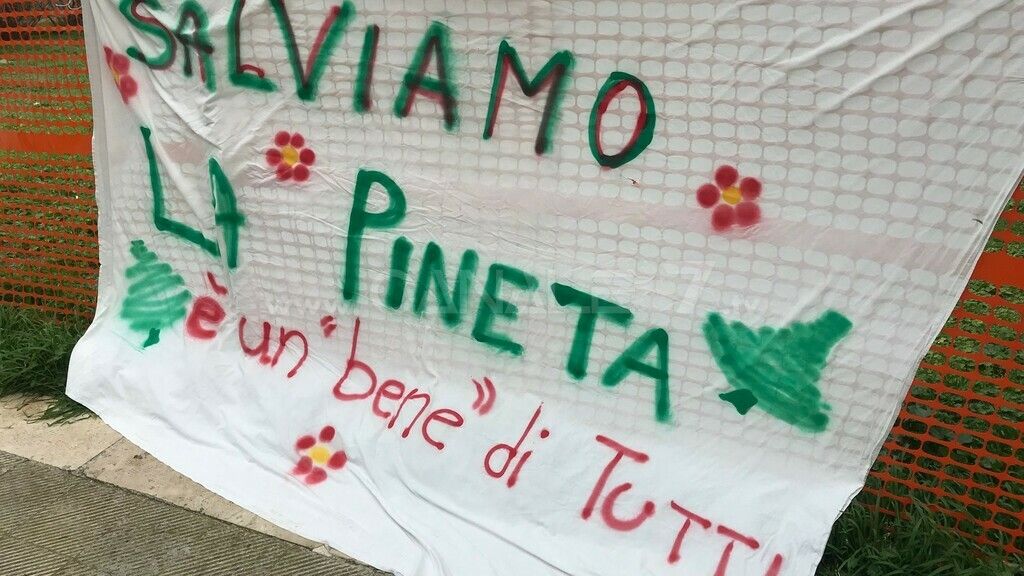 SALVIAMO
LA PINETA
è un "bene" di TUTTI